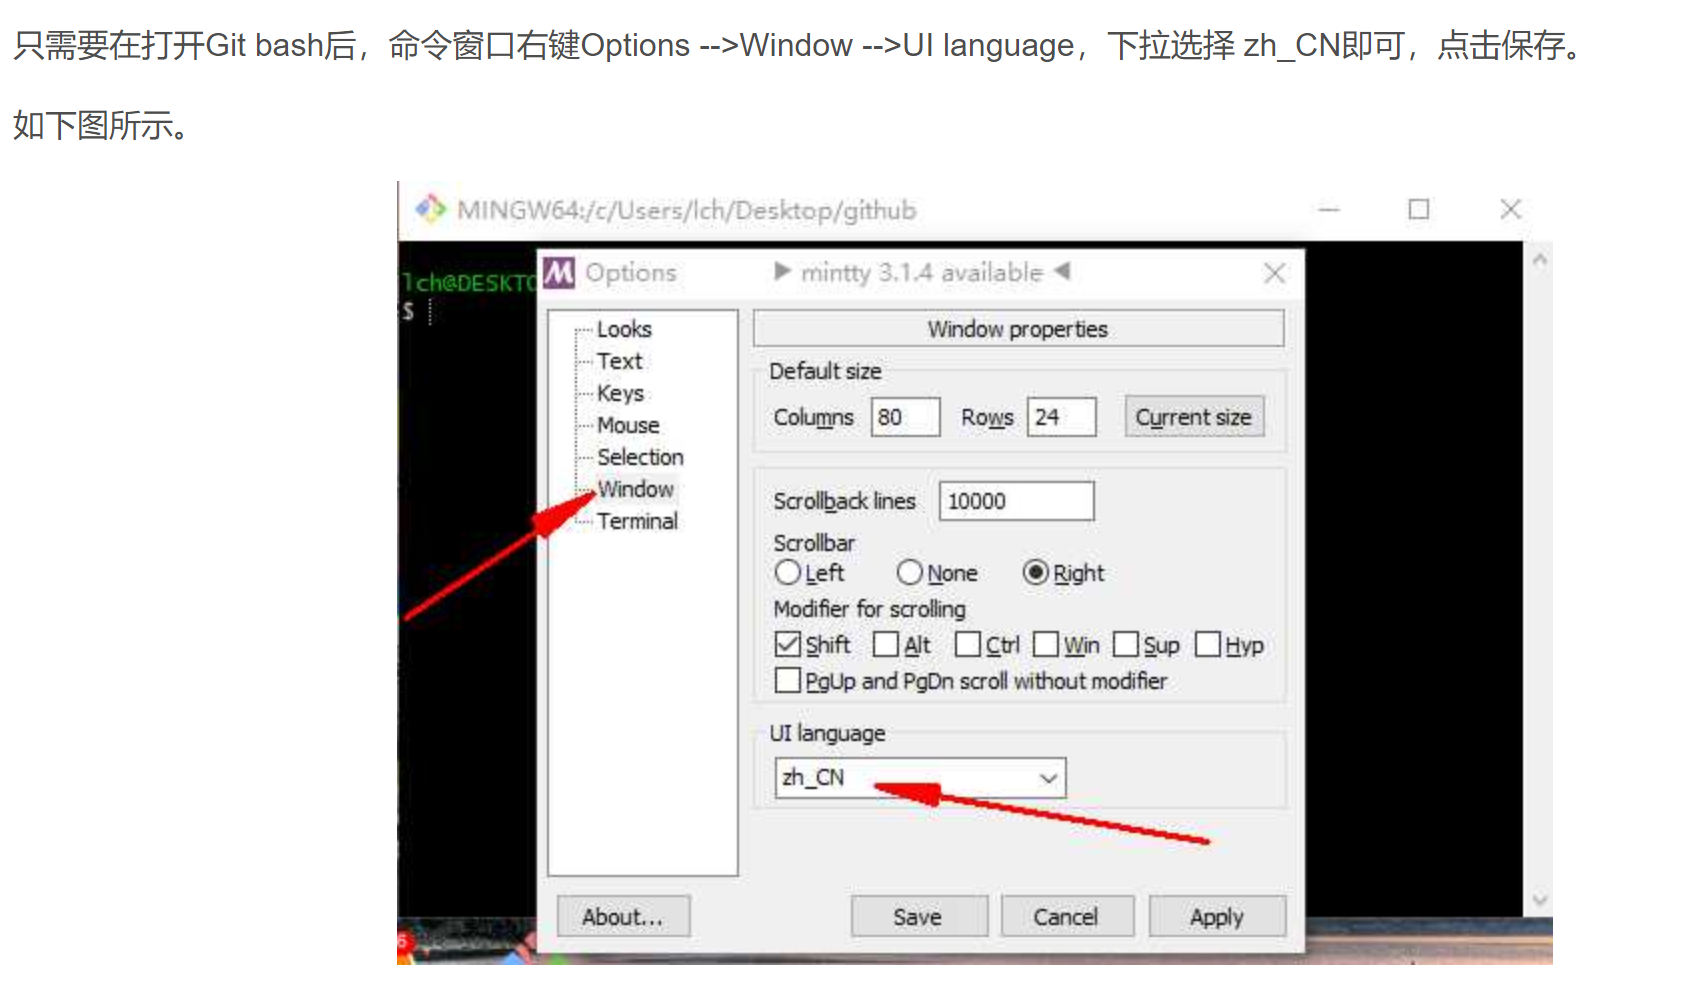 只需要在打开Git bash后，命令窗口右键Options -->Window -->UI language，下拉选择 zh_CN即可，点击保存。
如下图所示。
MINGW64:/c/Users/lch/Desktop/github
lch@DESKTO
$
Options
▶ mintty 3.1.4 available ◀
Looks
Text
Keys
Mouse
Selection
Window
Terminal
Window properties
Default size
Columns 80 Rows 24 Current size
Scrollback lines 10000
Scrollbar
Left None Right
Modifier for scrolling
Shift Alt Ctrl Win Sup Hyp
PgUp and PgDn scroll without modifier
UI language
zh_CN
About... Save Cancel Apply
6